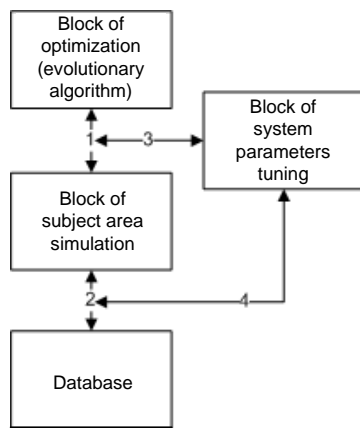 Block of
optimization
(evolutionary
algorithm)
1
3
Block of
system
parameters
tuning
Block of
subject area
simulation
2
4
Database